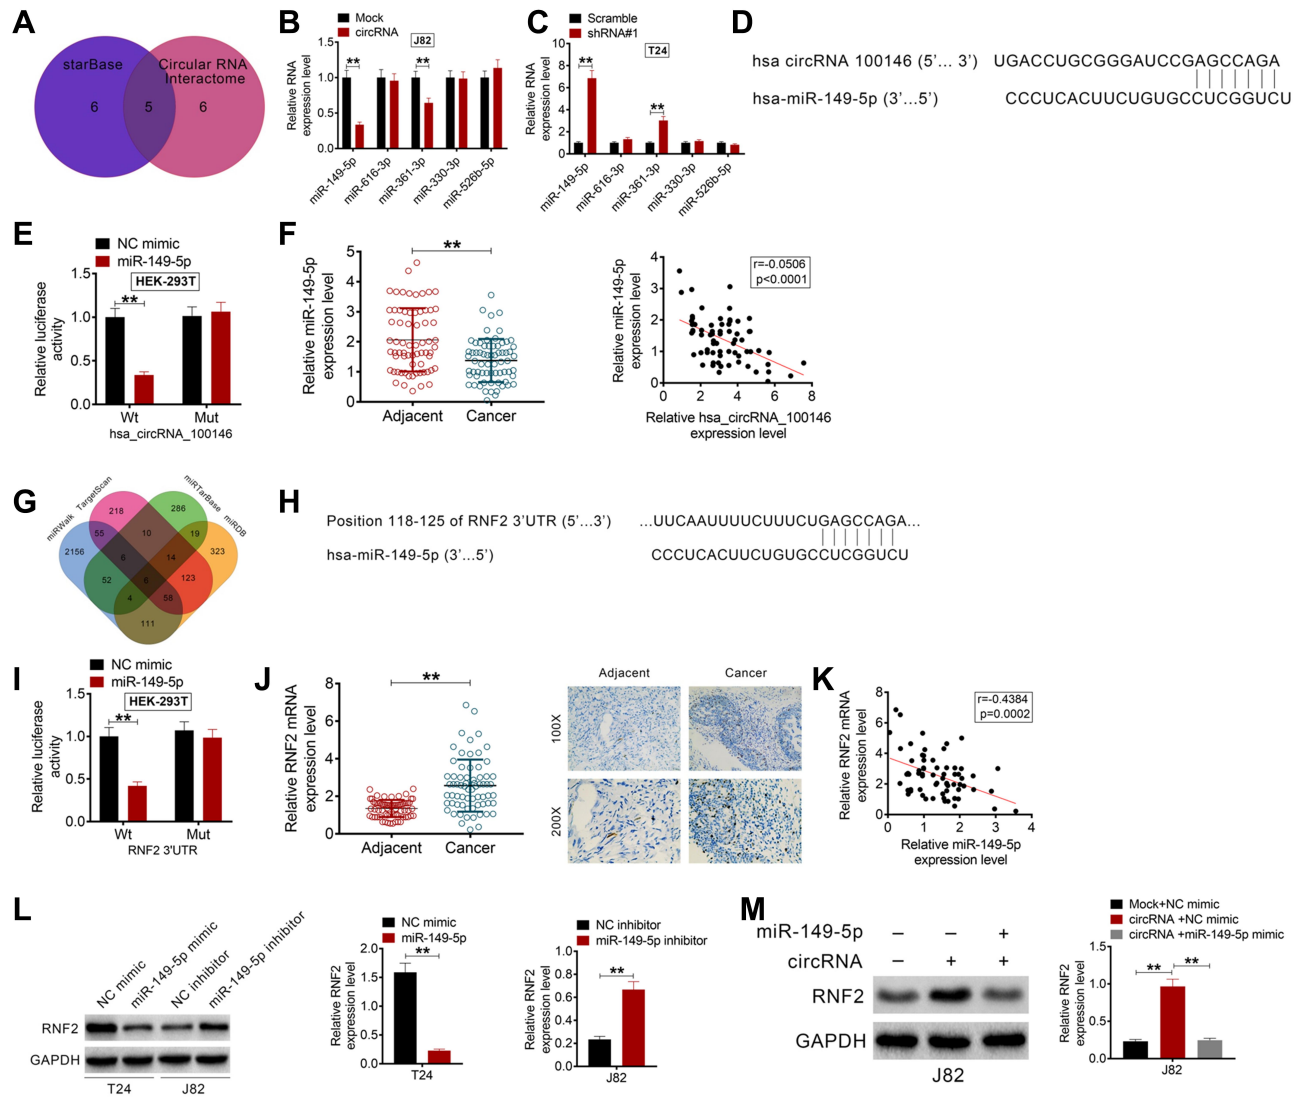 A
starBase
Circular RNA
Interactome
6
5
6
B
Mock
circRNA
J82
Relative RNA
expression level
1.5
1.0
0.5
0.0
**
**
miR-149-5p
miR-616-3p
miR-361-3p
miR-330-3p
miR-526b-5p
C
Scramble
shRNA#1
T24
Relative RNA
expression level
10
8
6
4
2
0
**
**
miR-149-5p
miR-616-3p
miR-361-3p
miR-330-3p
miR-526b-5p
D
hsa circRNA 100146 (5'... 3') UGACCUGCGGGAUCCGAGCCAGA
hsa-miR-149-5p (3'...5') CCCUCACUUCUGUGCCUCGGUCU
E
NC mimic
miR-149-5p
HEK-293T
Relative luciferase
activity
1.5
1.0
0.5
0.0
**
Wt
Mut
hsa_circRNA_100146
F
Relative miR-149-5p
expression level
5
4
3
2
1
0
**
Adjacent
Cancer
Relative miR-149-5p
expression level
4
3
2
1
0
r=-0.0506
p<0.0001
0 2 4 6 8
Relative hsa_circRNA_100146
expression level
G
miRWalk
TargetScan
miRTarBase
miRDB
218
286
55
10
19
2156
6
14
323
52
6
123
4
58
111
H
Position 118-125 of RNF2 3'UTR (5'...3') ...UUCAAUUUUCUUUCUGAGCCAGA...
hsa-miR-149-5p (3'...5') CCCUCACUUCUGUGCCUCGGUCU
I
NC mimic
miR-149-5p
HEK-293T
Relative luciferase
activity
1.5
1.0
0.5
0.0
**
Wt
Mut
RNF2 3'UTR
J
Relative RNF2 mRNA
expression level
8
6
4
2
0
**
Adjacent
Cancer
Adjacent
Cancer
100X
200X
K
Relative RNF2 mRNA
expression level
8
6
4
2
0
r=-0.4384
p=0.0002
0 1 2 3 4
Relative miR-149-5p
expression level
L
NC mimic
miR-149-5p mimic
NC inhibitor
miR-149-5p inhibitor
RNF2
GAPDH
T24
J82
NC mimic
miR-149-5p
Relative RNF2
expression level
2.0
1.5
1.0
0.5
0.0
**
T24
NC inhibitor
miR-149-5p inhibitor
Relative RNF2
expression level
1.0
0.8
0.6
0.4
0.2
0.0
**
J82
M
miR-149-5p − − +
circRNA − + +
RNF2
GAPDH
J82
Mock+NC mimic
circRNA +NC mimic
circRNA +miR-149-5p mimic
Relative RNF2
expression level
1.5
1.0
0.5
0.0
**
**
J82